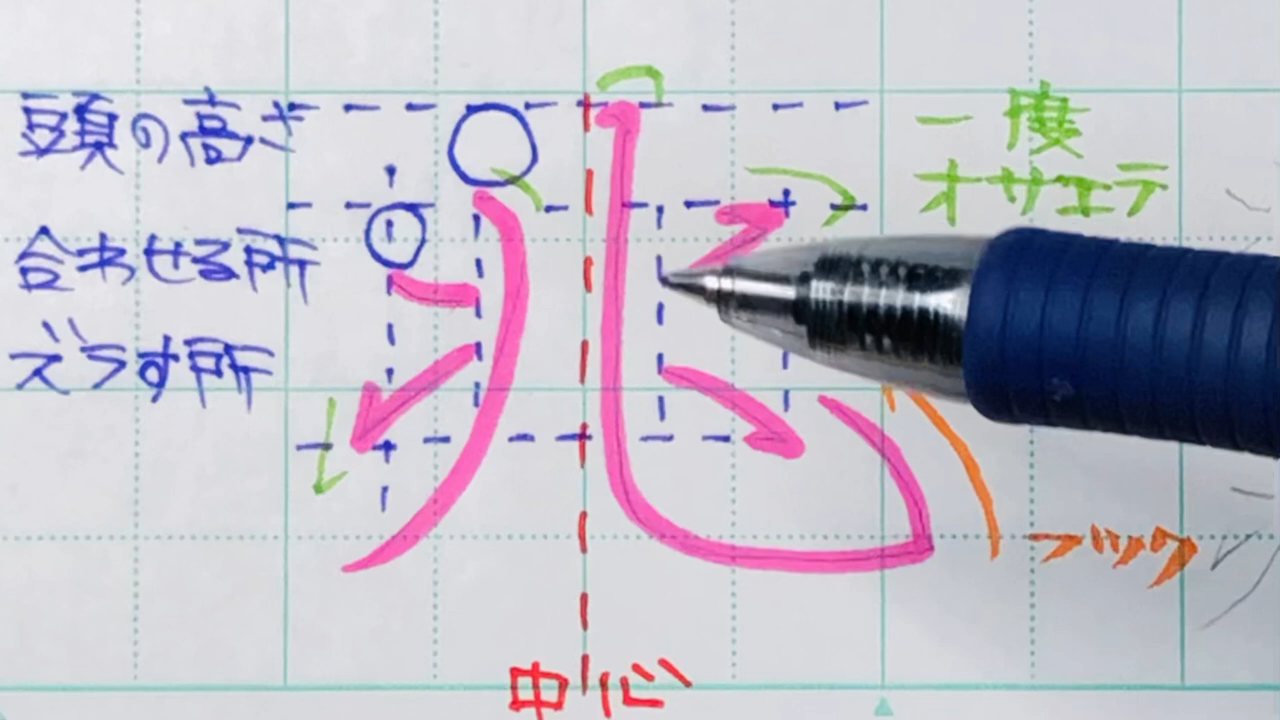 頭の高さ
合わせる所
ずらす所
兆
一度
オサエテ
フック
中心